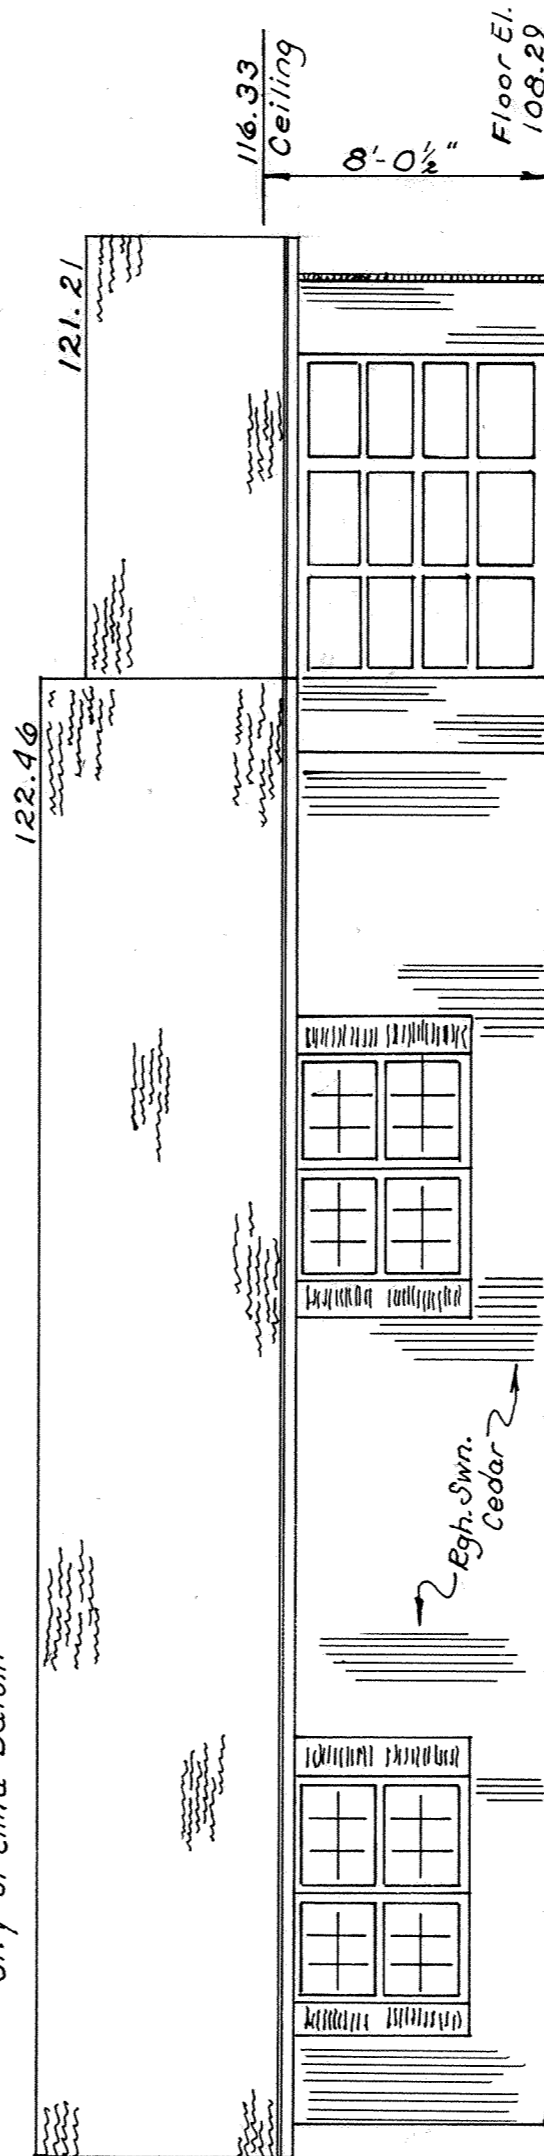 122.46
121.21
116.33
Ceiling
8'-0½"
Floor El.
108.29
Rgh. Swn.
Cedar